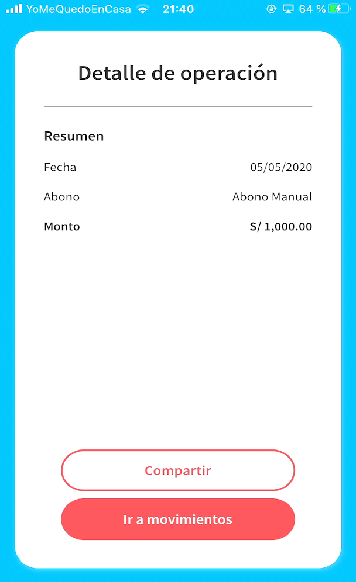 YoMeQuedoEnCasa 21:40 64 %
Detalle de operación
Resumen
Fecha 05/05/2020
Abono Abono Manual
Monto S/ 1,000.00
Compartir
Ir a movimientos